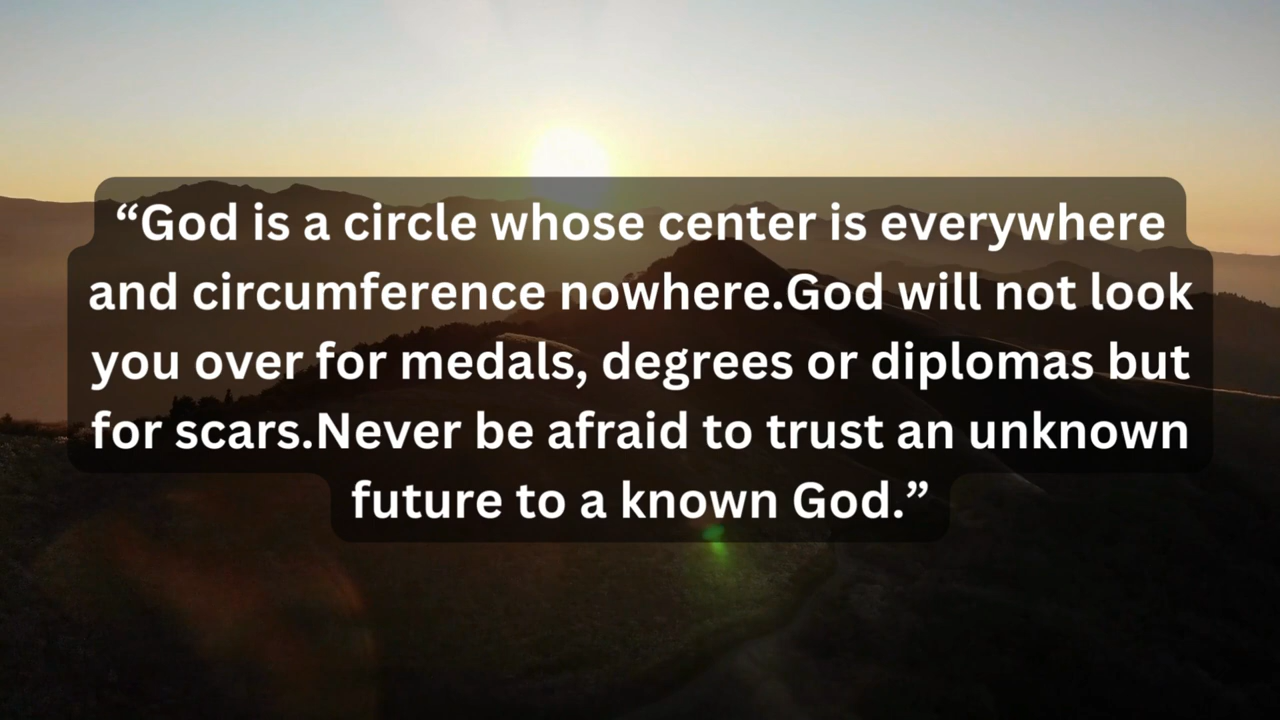 “God is a circle whose center is everywhere
and circumference nowhere.God will not look
you over for medals, degrees or diplomas but
for scars.Never be afraid to trust an unknown
future to a known God.”